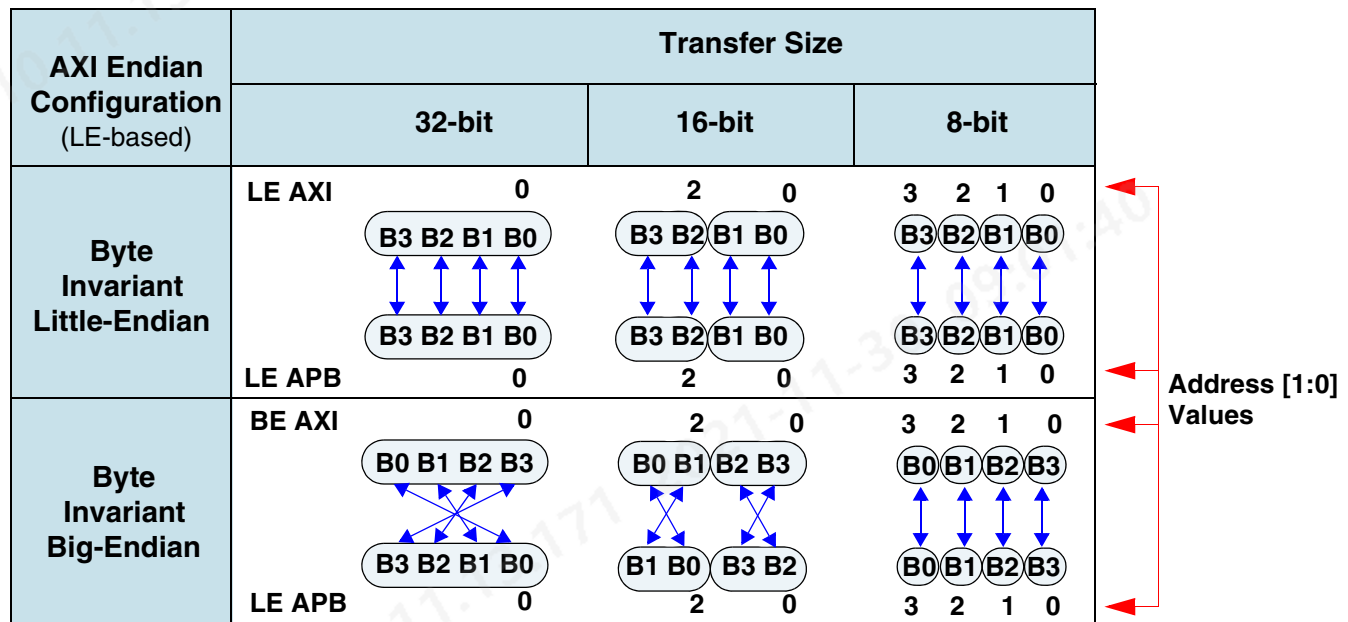 AXI Endian
Configuration
(LE-based)
Transfer Size
32-bit 16-bit 8-bit
Byte
Invariant
Little-Endian
LE AXI 0 2 0 3 2 1 0
B3 B2 B1 B0 B3 B2 B1 B0 B3 B2 B1 B0
B3 B2 B1 B0 B3 B2 B1 B0 B3 B2 B1 B0
LE APB 0 2 0 3 2 1 0
Address [1:0]
Values
Byte
Invariant
Big-Endian
BE AXI 0 2 0 3 2 1 0
B0 B1 B2 B3 B0 B1 B2 B3 B0 B1 B2 B3
B3 B2 B1 B0 B1 B0 B3 B2 B0 B1 B2 B3
LE APB 0 2 0 3 2 1 0